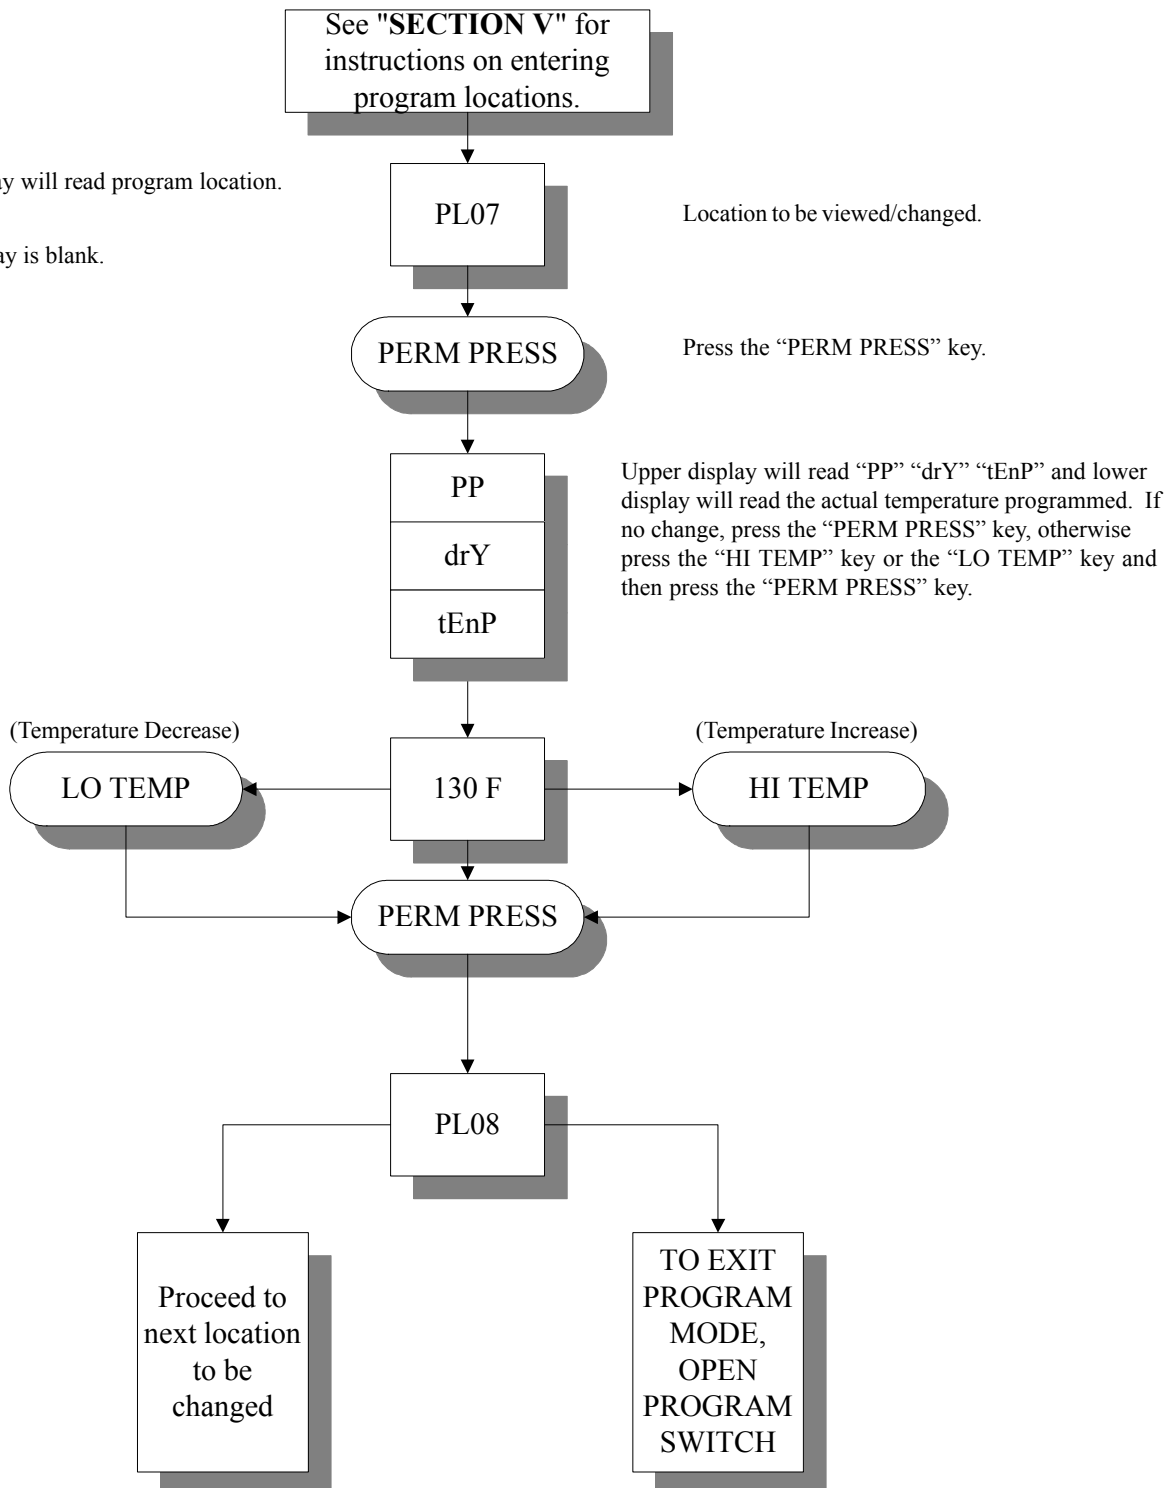 See "SECTION V" for
instructions on entering
program locations.
will read program location.
PL07
Location to be viewed/changed.
is blank.
PERM PRESS
Press the “PERM PRESS” key.
PP
drY
tEnP
Upper display will read “PP” “drY” “tEnP” and lower
display will read the actual temperature programmed. If
no change, press the “PERM PRESS” key, otherwise
press the “HI TEMP” key or the “LO TEMP” key and
then press the “PERM PRESS” key.
(Temperature Decrease)
(Temperature Increase)
LO TEMP
130 F
HI TEMP
PERM PRESS
PL08
Proceed to
next location
to be
changed
TO EXIT
PROGRAM
MODE,
OPEN
PROGRAM
SWITCH